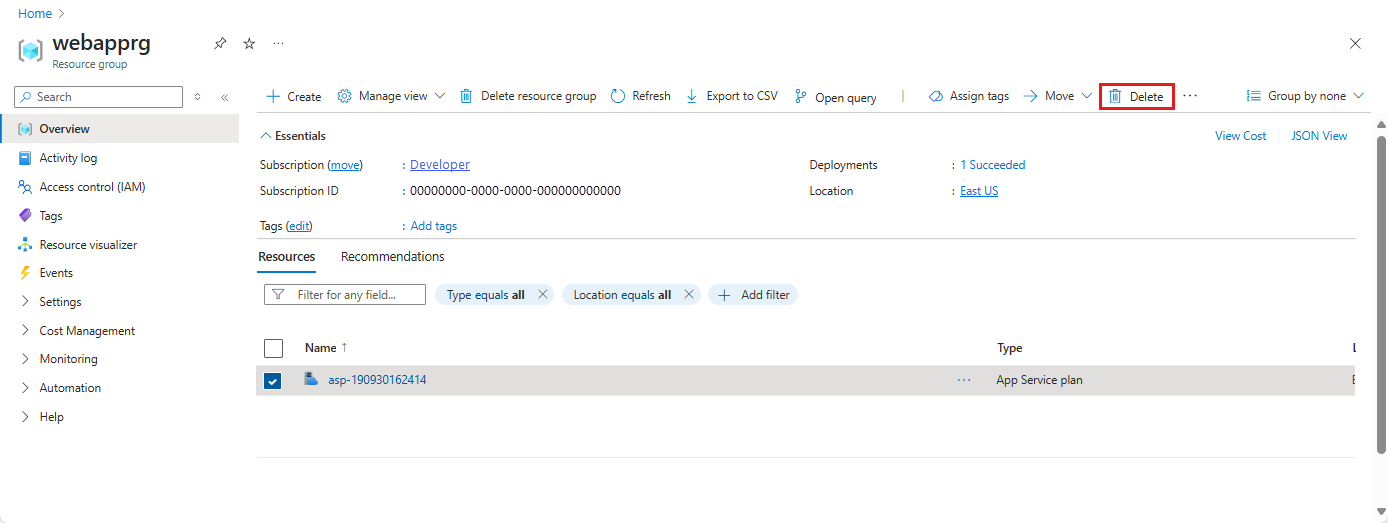 Home
webapprg
Resource group
Search
Overview
Activity log
Access control (IAM)
Tags
Resource visualizer
Events
Settings
Cost Management
Monitoring
Automation
Help
Create Manage view Delete resource group Refresh Export to CSV Open query Assign tags Move Delete ... Group by none
Essentials View Cost JSON View
Subscription (move) : Developer Deployments : 1 Succeeded
Subscription ID : 00000000-0000-0000-000000000000 Location : East US
Tags (edit) : Add tags
Resources Recommendations
Filter for any field... Type equals all Location equals all Add filter
Name ↑ Type
asp-190930162414 ... App Service plan